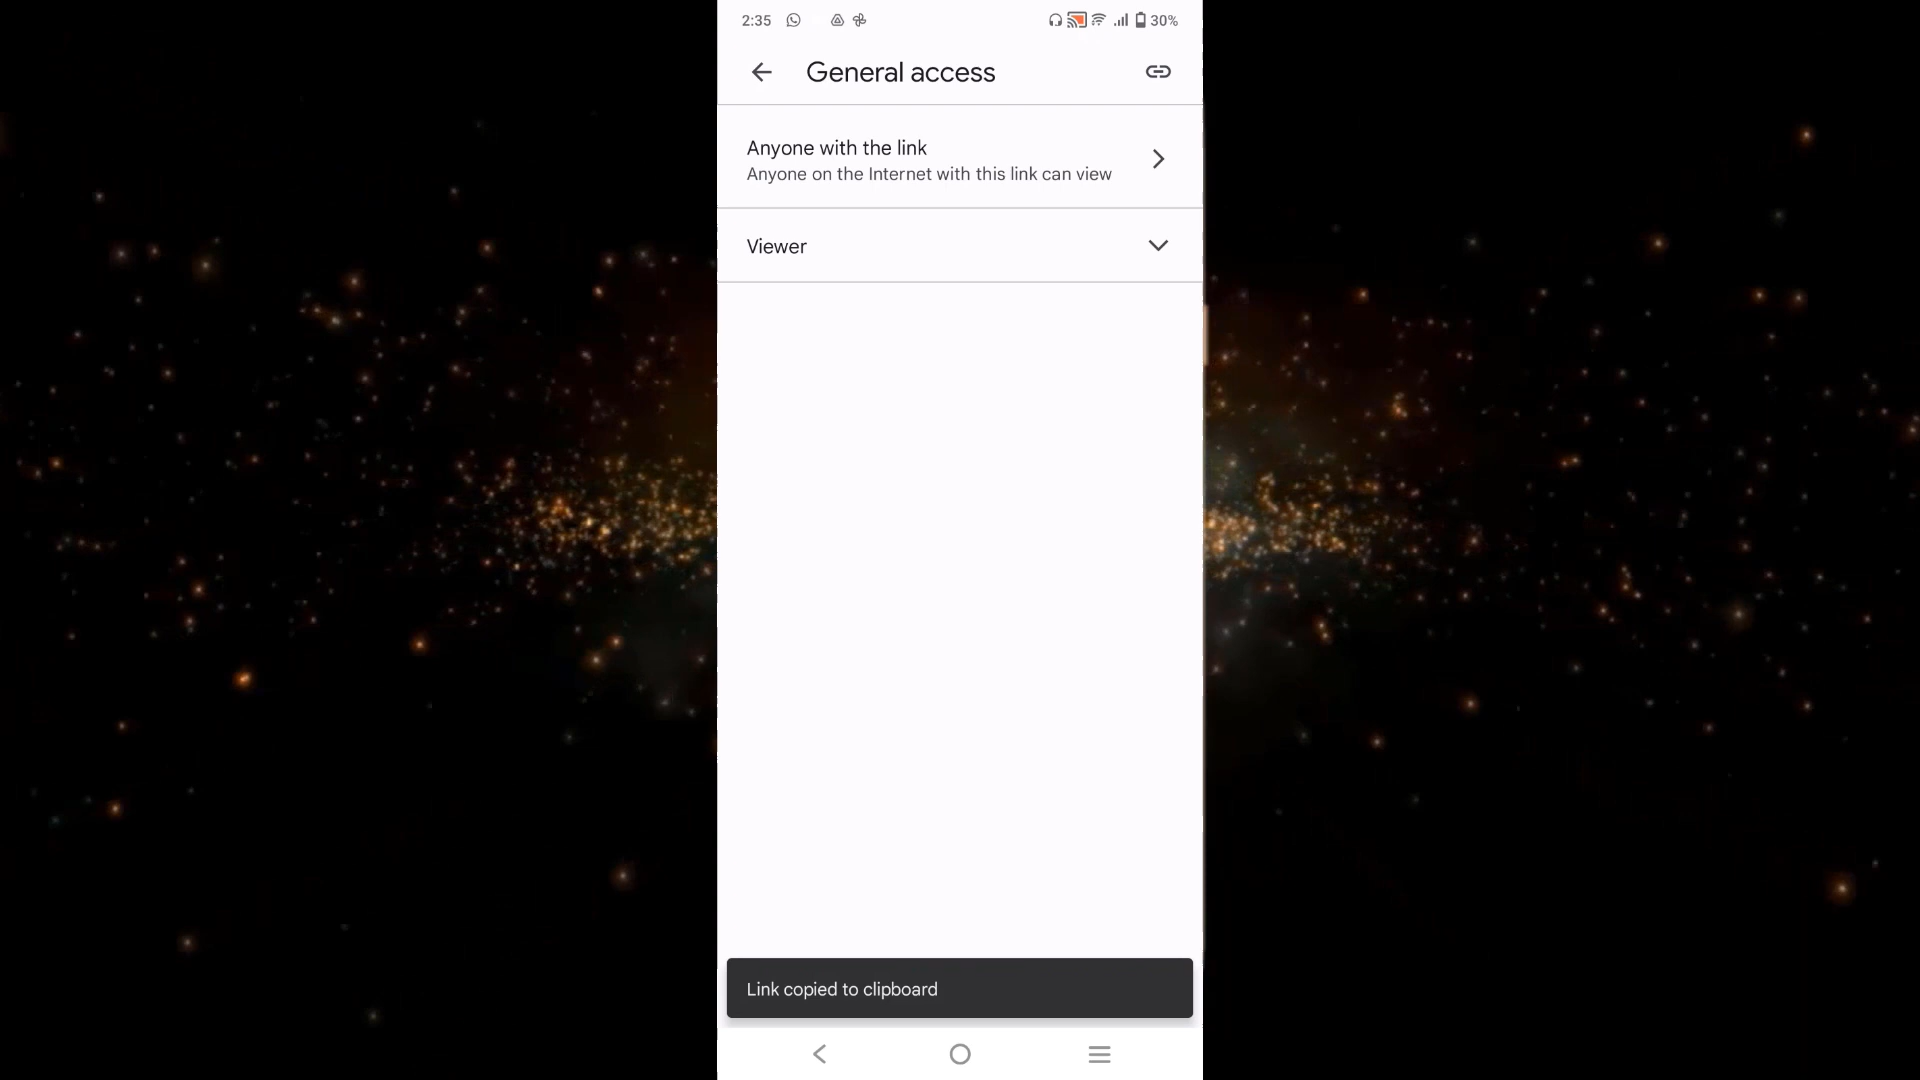 2:35
30%
General access
Anyone with the link
Anyone on the Internet with this link can view
Viewer
Link copied to clipboard